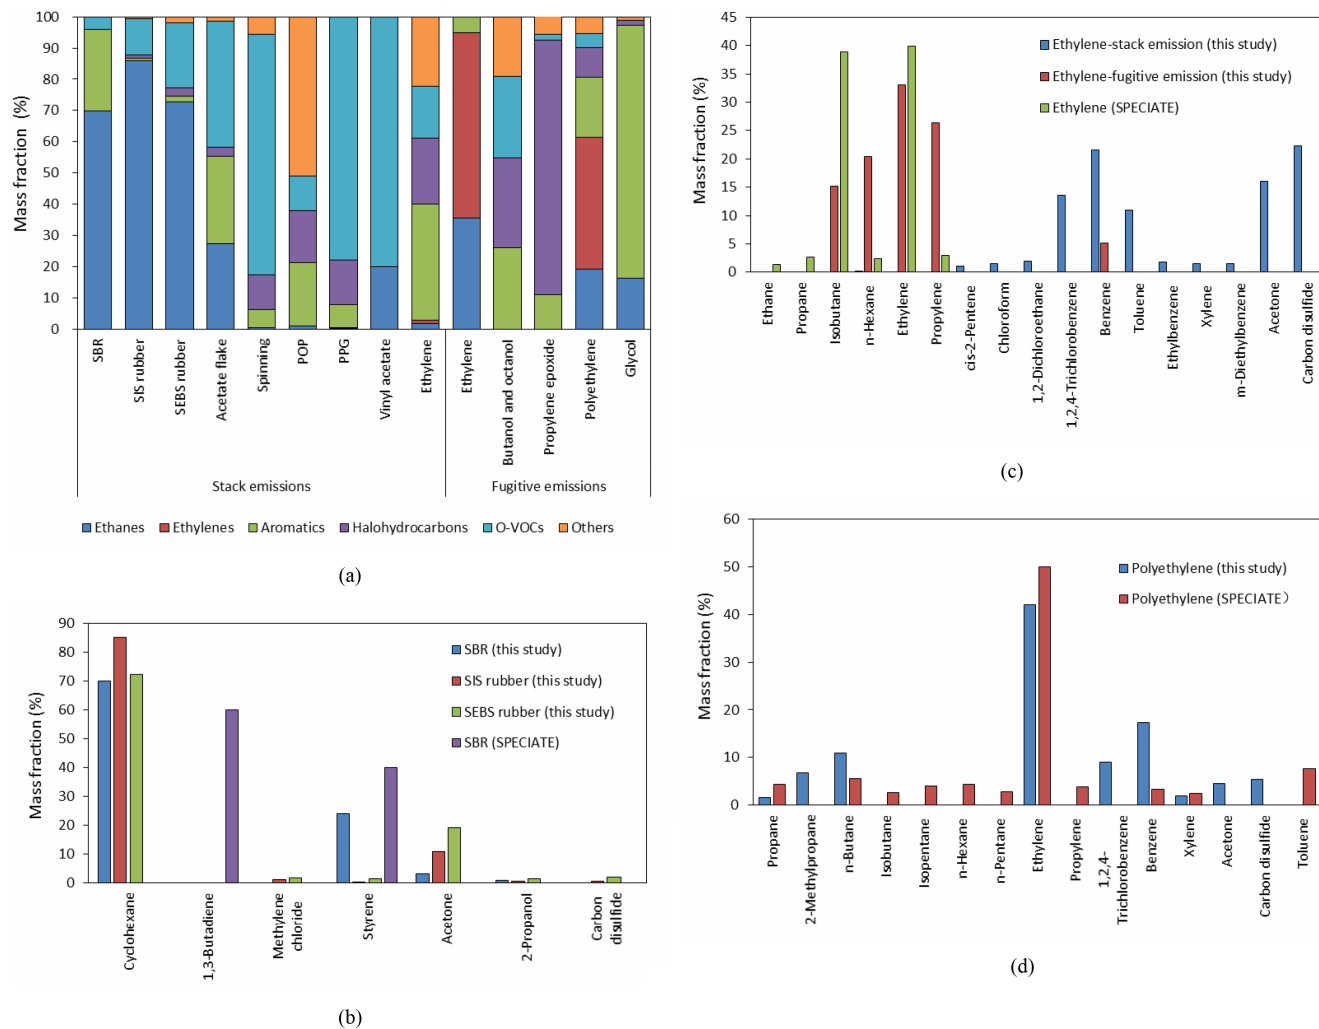 100
90
80
70
60
50
40
30
20
10
0
Mass fraction (%)
SBR
SIS rubber
SEBS rubber
Acetate flake
Spinning
POP
PPG
Vinyl acetate
Ethylene
Ethylene
Butanol and octanol
Propylene epoxide
Polyethylene
Glycol
Stack emissions
Fugitive emissions
Ethanes
Ethylenes
Aromatics
Halohydrocarbons
O-VOCs
Others
(a)
90
80
70
60
50
40
30
20
10
0
Mass fraction (%)
SBR (this study)
SIS rubber (this study)
SEBS rubber (this study)
SBR (SPECIATE)
Cyclohexane
1,3-Butadiene
Methylene
chloride
Styrene
Acetone
2-Propanol
Carbon
disulfide
(b)
45
40
35
30
25
20
15
10
5
0
Mass fraction (%)
Ethylene-stack emission (this study)
Ethylene-fugitive emission (this study)
Ethylene (SPECIATE)
Ethane
Propane
Isobutane
n-Hexane
Ethylene
Propylene
cis-2-Pentene
Chloroform
1,2-Dichloroethane
1,2,4-Trichlorobenzene
Benzene
Toluene
Ethylbenzene
Xylene
m-Diethylbenzene
Acetone
Carbon disulfide
(c)
60
50
40
30
20
10
0
Mass fraction (%)
Polyethylene (this study)
Polyethylene (SPECIATE）
Propane
2-Methylpropane
n-Butane
Isobutane
Isopentane
n-Hexane
n-Pentane
Ethylene
Propylene
1,2,4-
Trichlorobenzene
Benzene
Xylene
Acetone
Carbon disulfide
Toluene
(d)